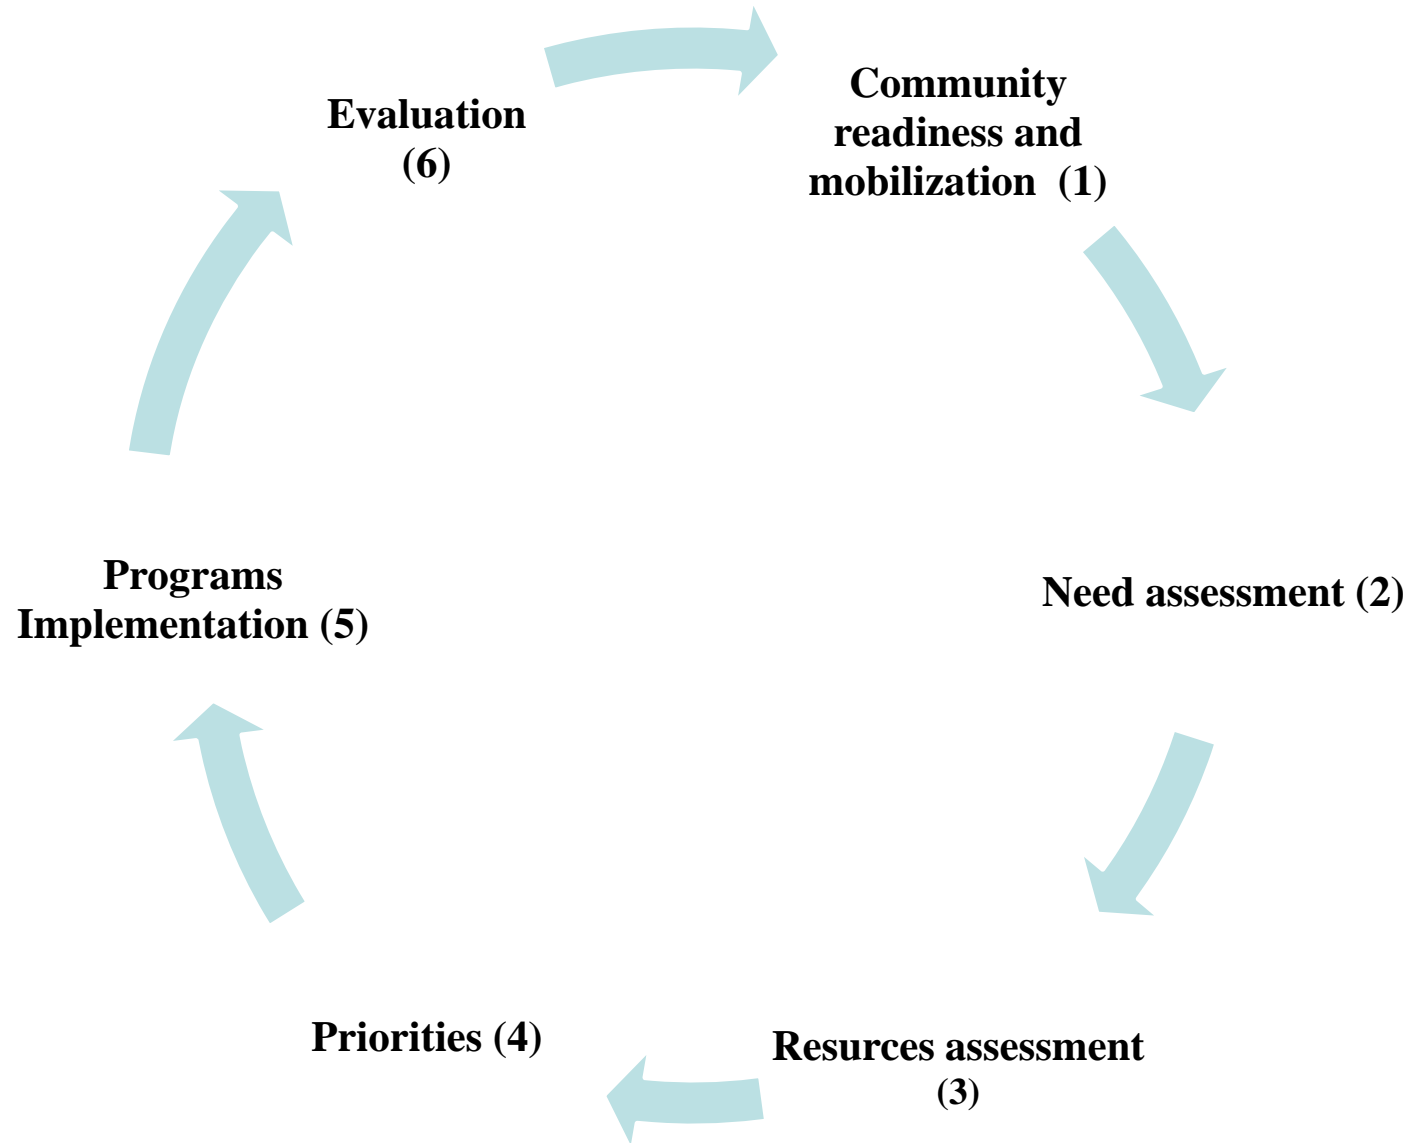 Community
readiness and
mobilization (1)
Need assessment (2)
Resurces assessment
(3)
Priorities (4)
Programs
Implementation (5)
Evaluation
(6)